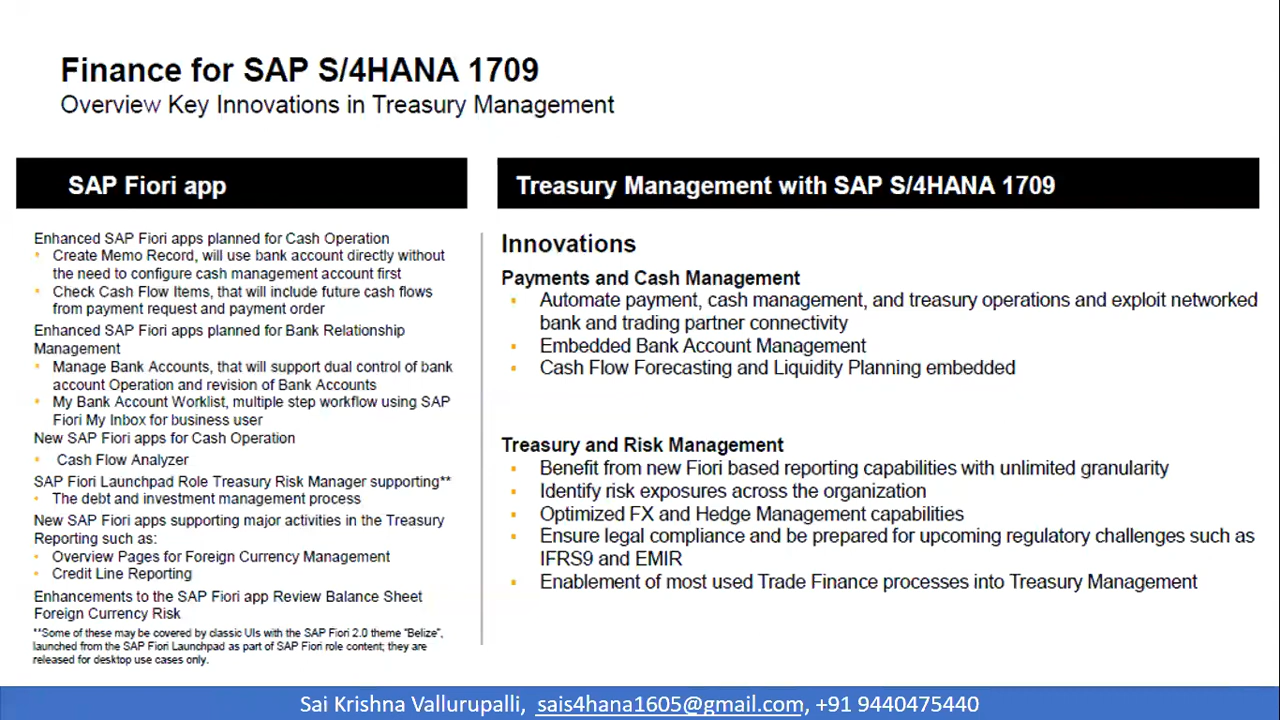 Finance for SAP S/4HANA 1709
Overview Key Innovations in Treasury Management
SAP Fiori app
Enhanced SAP Fiori apps planned for Cash Operation
Create Memo Record, will use bank account directly without
the need to configure cash management account first
Check Cash Flow Items, that will include future cash flows
from payment request and payment order
Enhanced SAP Fiori apps planned for Bank Relationship
Management
Manage Bank Accounts, that will support dual control of bank
account Operation and revision of Bank Accounts
My Bank Account Worklist, multiple step workflow using SAP
Fiori My Inbox for business user
New SAP Fiori apps for Cash Operation
Cash Flow Analyzer
SAP Fiori Launchpad Role Treasury Risk Manager supporting**
The debt and investment management process
New SAP Fiori apps supporting major activities in the Treasury
Reporting such as:
Overview Pages for Foreign Currency Management
Credit Line Reporting
Enhancements to the SAP Fiori app Review Balance Sheet
Foreign Currency Risk
**Some of these may be covered by classic UIs with the SAP Fiori 2.0 theme "Belize",
launched from the SAP Fiori Launchpad as part of SAP Fiori role content; they are
released for desktop use cases only.
Treasury Management with SAP S/4HANA 1709
Innovations
Payments and Cash Management
Automate payment, cash management, and treasury operations and exploit networked
bank and trading partner connectivity
Embedded Bank Account Management
Cash Flow Forecasting and Liquidity Planning embedded
Treasury and Risk Management
Benefit from new Fiori based reporting capabilities with unlimited granularity
Identify risk exposures across the organization
Optimized FX and Hedge Management capabilities
Ensure legal compliance and be prepared for upcoming regulatory challenges such as
IFRS9 and EMIR
Enablement of most used Trade Finance processes into Treasury Management
Sai Krishna Vallurupalli, sais4hana1605@gmail.com, +91 9440475440